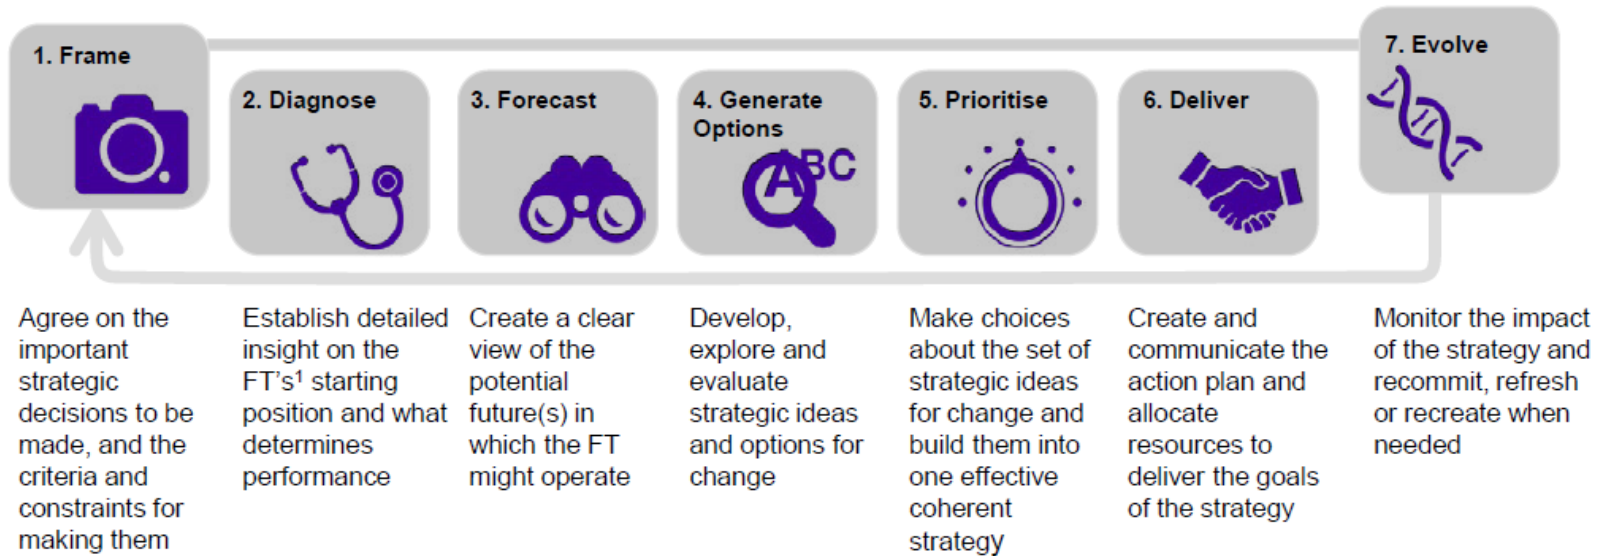 1. Frame
2. Diagnose
3. Forecast
4. Generate
Options
ABC
5. Prioritise
6. Deliver
7. Evolve
Agree on the
important
strategic
decisions to be
made, and the
criteria and
constraints for
making them
Establish detailed
insight on the
FT's¹ starting
position and what
determines
performance
Create a clear
view of the
potential
future(s) in
which the FT
might operate
Develop,
explore and
evaluate
strategic ideas
and options for
change
Make choices
about the set of
strategic ideas
for change and
build them into
one effective
coherent
strategy
Create and
communicate the
action plan and
allocate
resources to
deliver the goals
of the strategy
Monitor the impact
of the strategy and
recommit, refresh
or recreate when
needed